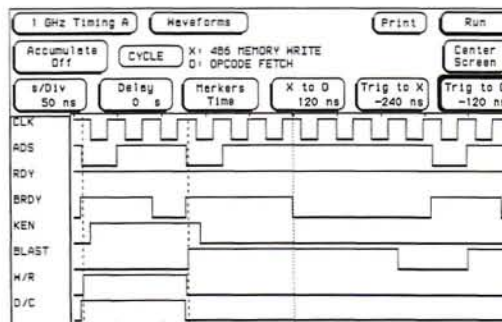 1 GHz Timing A Waveforms Print Run
Accumulate Off CYCLE X: 486 MEMORY WRITE Center Screen
O: OPCODE FETCH
s/Div 50 ns Delay 0 s Markers Time X to O 120 ns Trig to X -240 ns Trig to -120 ns
CLK
ADS
RDY
BRDY
KEN
BLAST
W/R
D/C